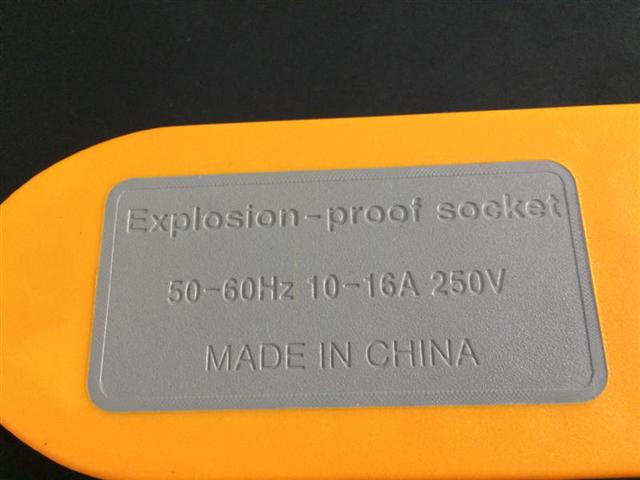 Explosion-proof socket
50-60Hz 10-16A 250V
MADE IN CHINA